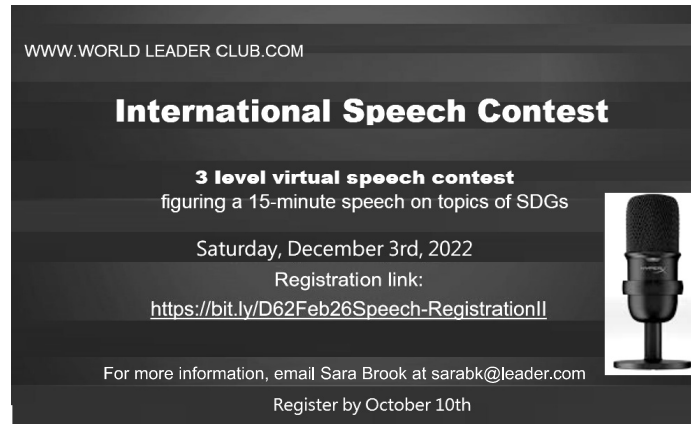 WWW.WORLD LEADER CLUB.COM
International Speech Contest
3 level virtual speech contest
figuring a 15-minute speech on topics of SDGs
Saturday, December 3rd, 2022
Registration link:
https://bit.ly/D62Feb26Speech-RegistrationII
For more information, email Sara Brook at sarabk@leader.com
Register by October 10th